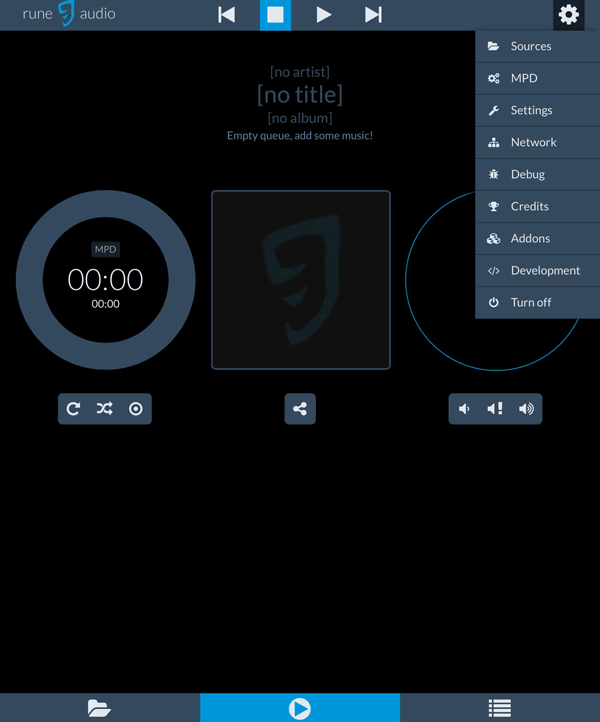 rune audio
[no artist]
[no title]
[no album]
Empty queue, add some music!
Sources
MPD
Settings
Network
Debug
Credits
Addons
Development
Turn off
MPD
00:00
00:00